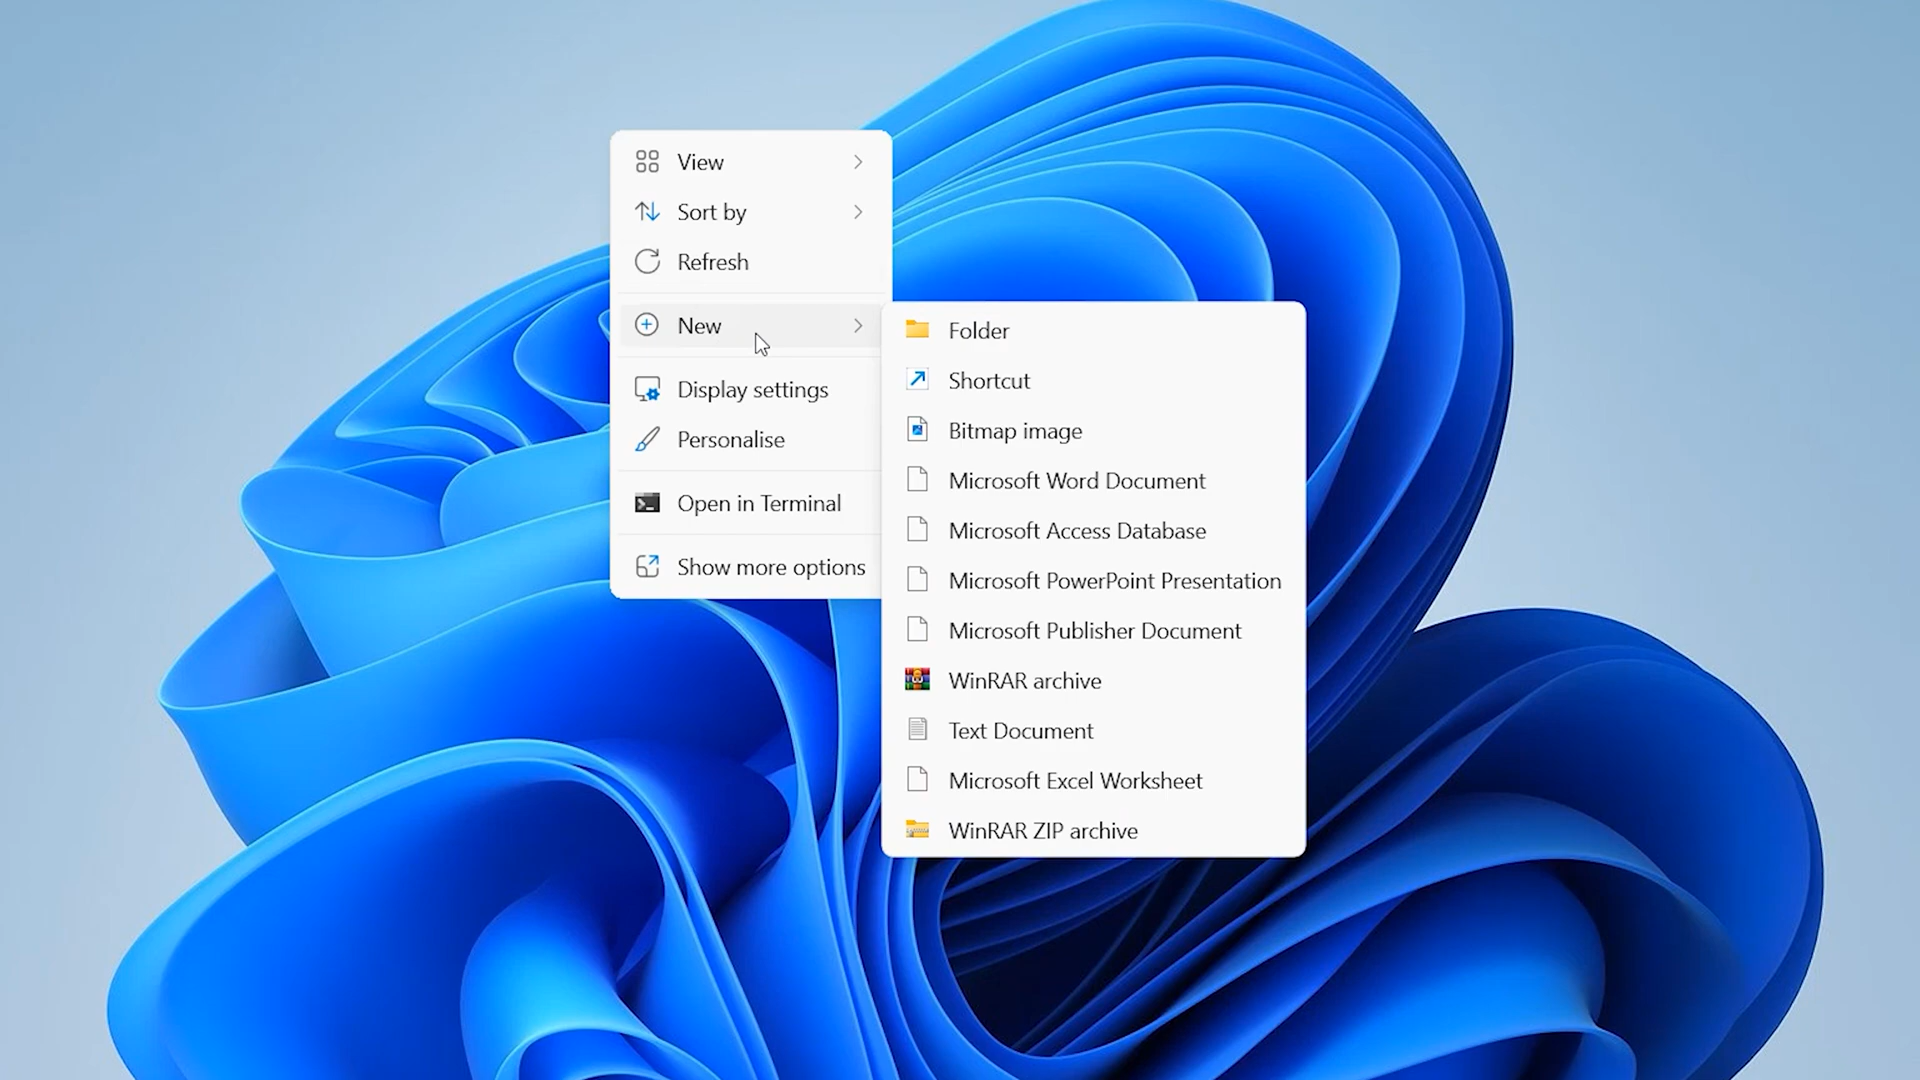 View
Sort by
Refresh
New
Display settings
Personalise
Open in Terminal
Show more options
Folder
Shortcut
Bitmap image
Microsoft Word Document
Microsoft Access Database
Microsoft PowerPoint Presentation
Microsoft Publisher Document
WinRAR archive
Text Document
Microsoft Excel Worksheet
WinRAR ZIP archive